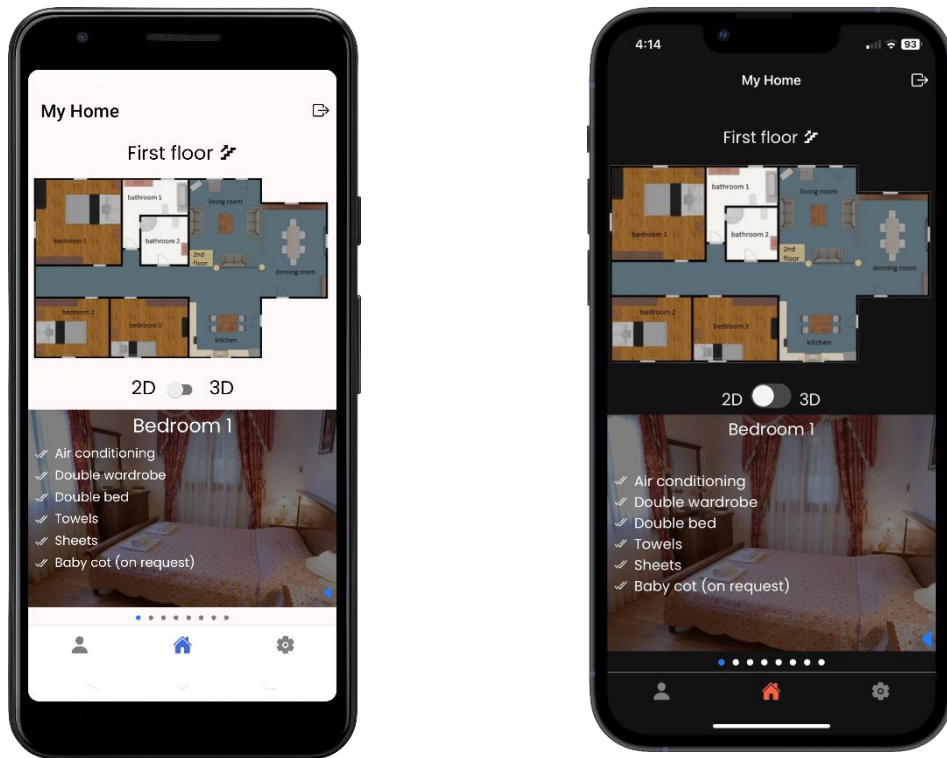 My Home
First floor
bathroom 1
living room
bedroom 1
bathroom 2
2nd
floor
dinning room
bedroom 2
bedroom 3
kitchen
2D 3D
Bedroom 1
Air conditioning
Double wardrobe
Double bed
Towels
Sheets
Baby cot (on request)
4:14 93
My Home
First floor
bathroom 1
living room
bedroom 1
bathroom 2
2nd
floor
dinning room
bedroom 2
bedroom 3
kitchen
2D 3D
Bedroom 1
Air conditioning
Double wardrobe
Double bed
Towels
Sheets
Baby cot (on request)